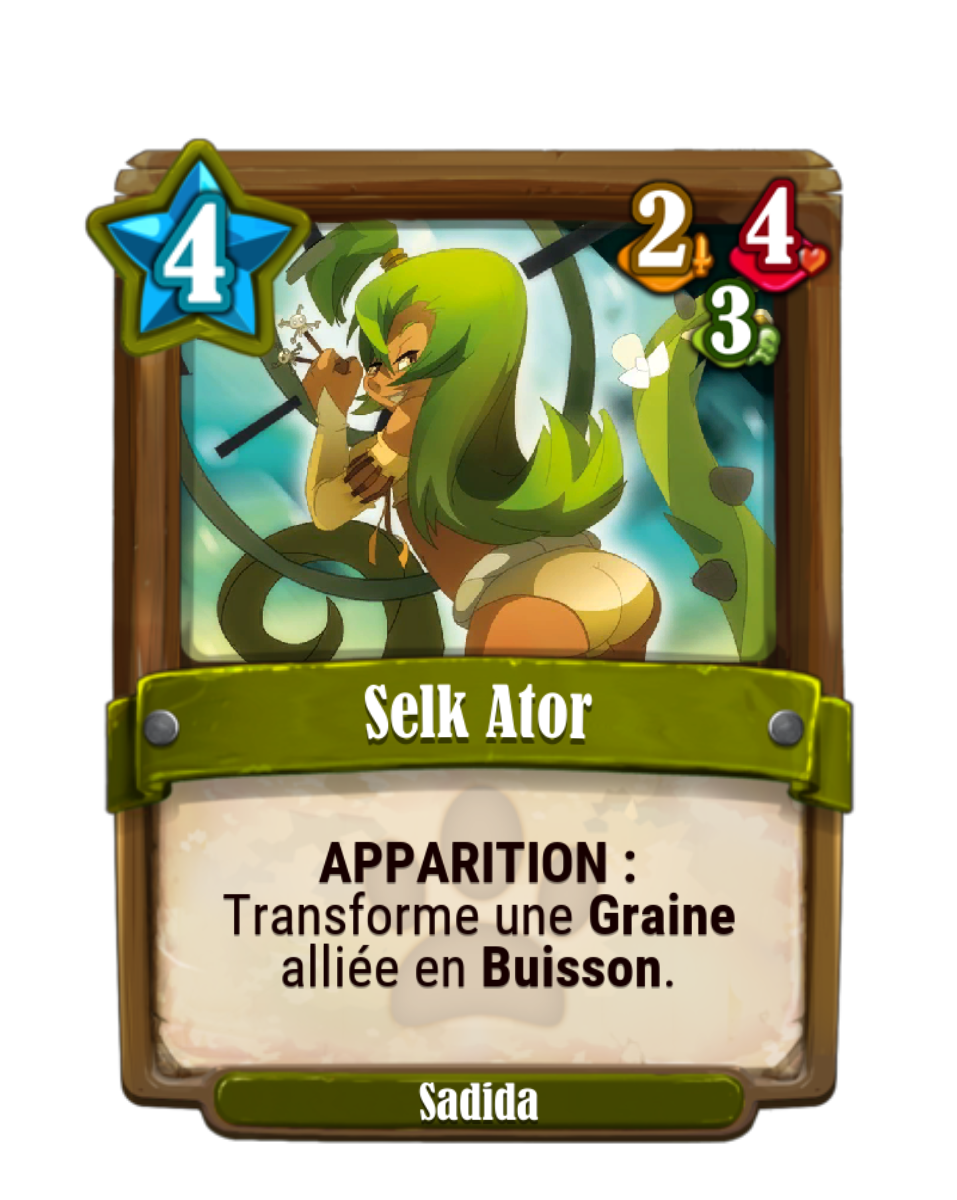 4
2 4
3
Selk Ator
APPARITION :
Transforme une Graine
alliée en Buisson.
Sadida